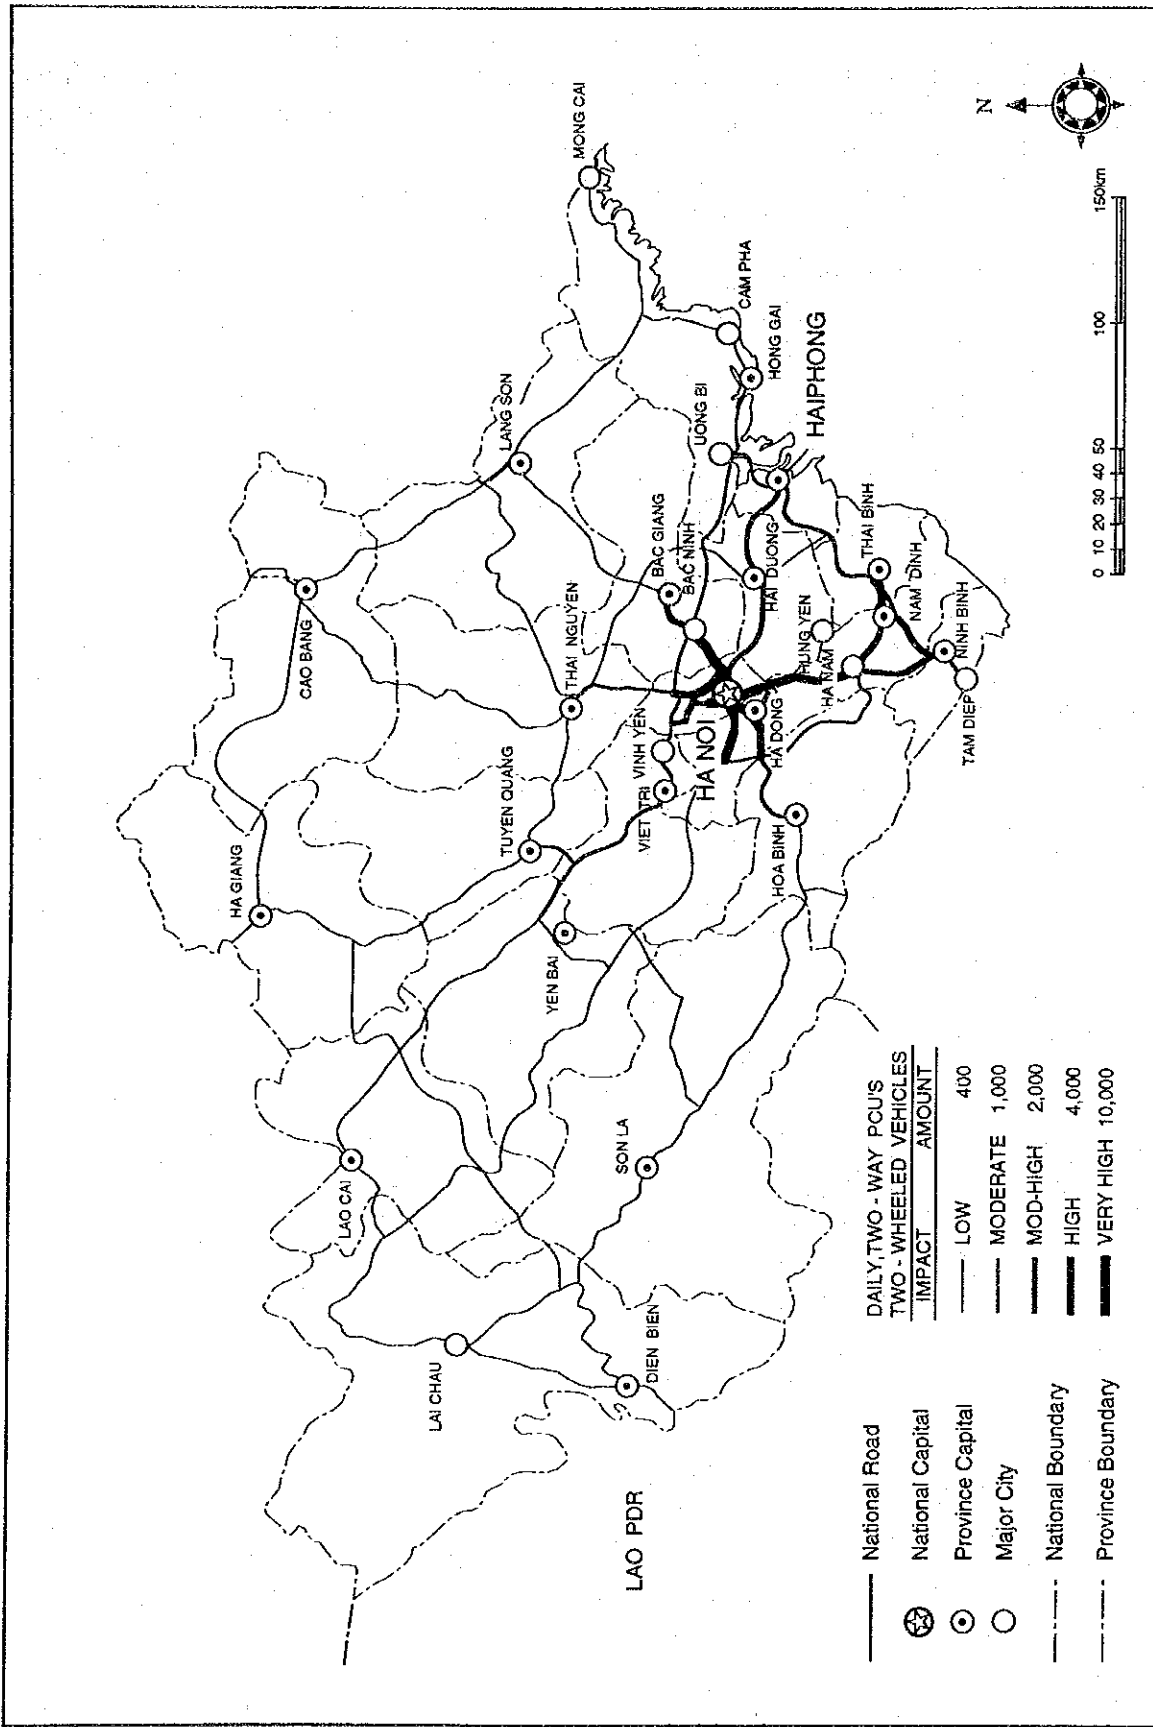 MONG CAI
N
CAM PHA
HONG GAI
HAIPHONG
UONG BI
LANG SON
BAC GIANG
BAC NINH
HAI DUONG
THAI BINH
NAM DINH
NINH BINH
HUNG YEN
HA NAM
TAM DIEP
CAO BANG
THAI NGUYEN
VINH YEN
HA NOI
HA DONG
VIET TRI
TUYEN QUANG
HOA BINH
HA GIANG
YEN BAI
SON LA
LAO CAI
LAI CHAU
DIEN BIEN
LAO PDR
0 10 20 30 40 50 100 150km
National Road
National Capital
Province Capital
Major City
National Boundary
Province Boundary
DAILY,TWO - WAY PCU'S
TWO - WHEELED VEHICLES
IMPACT AMOUNT
LOW 400
MODERATE 1,000
MOD-HIGH 2,000
HIGH 4,000
VERY HIGH 10,000